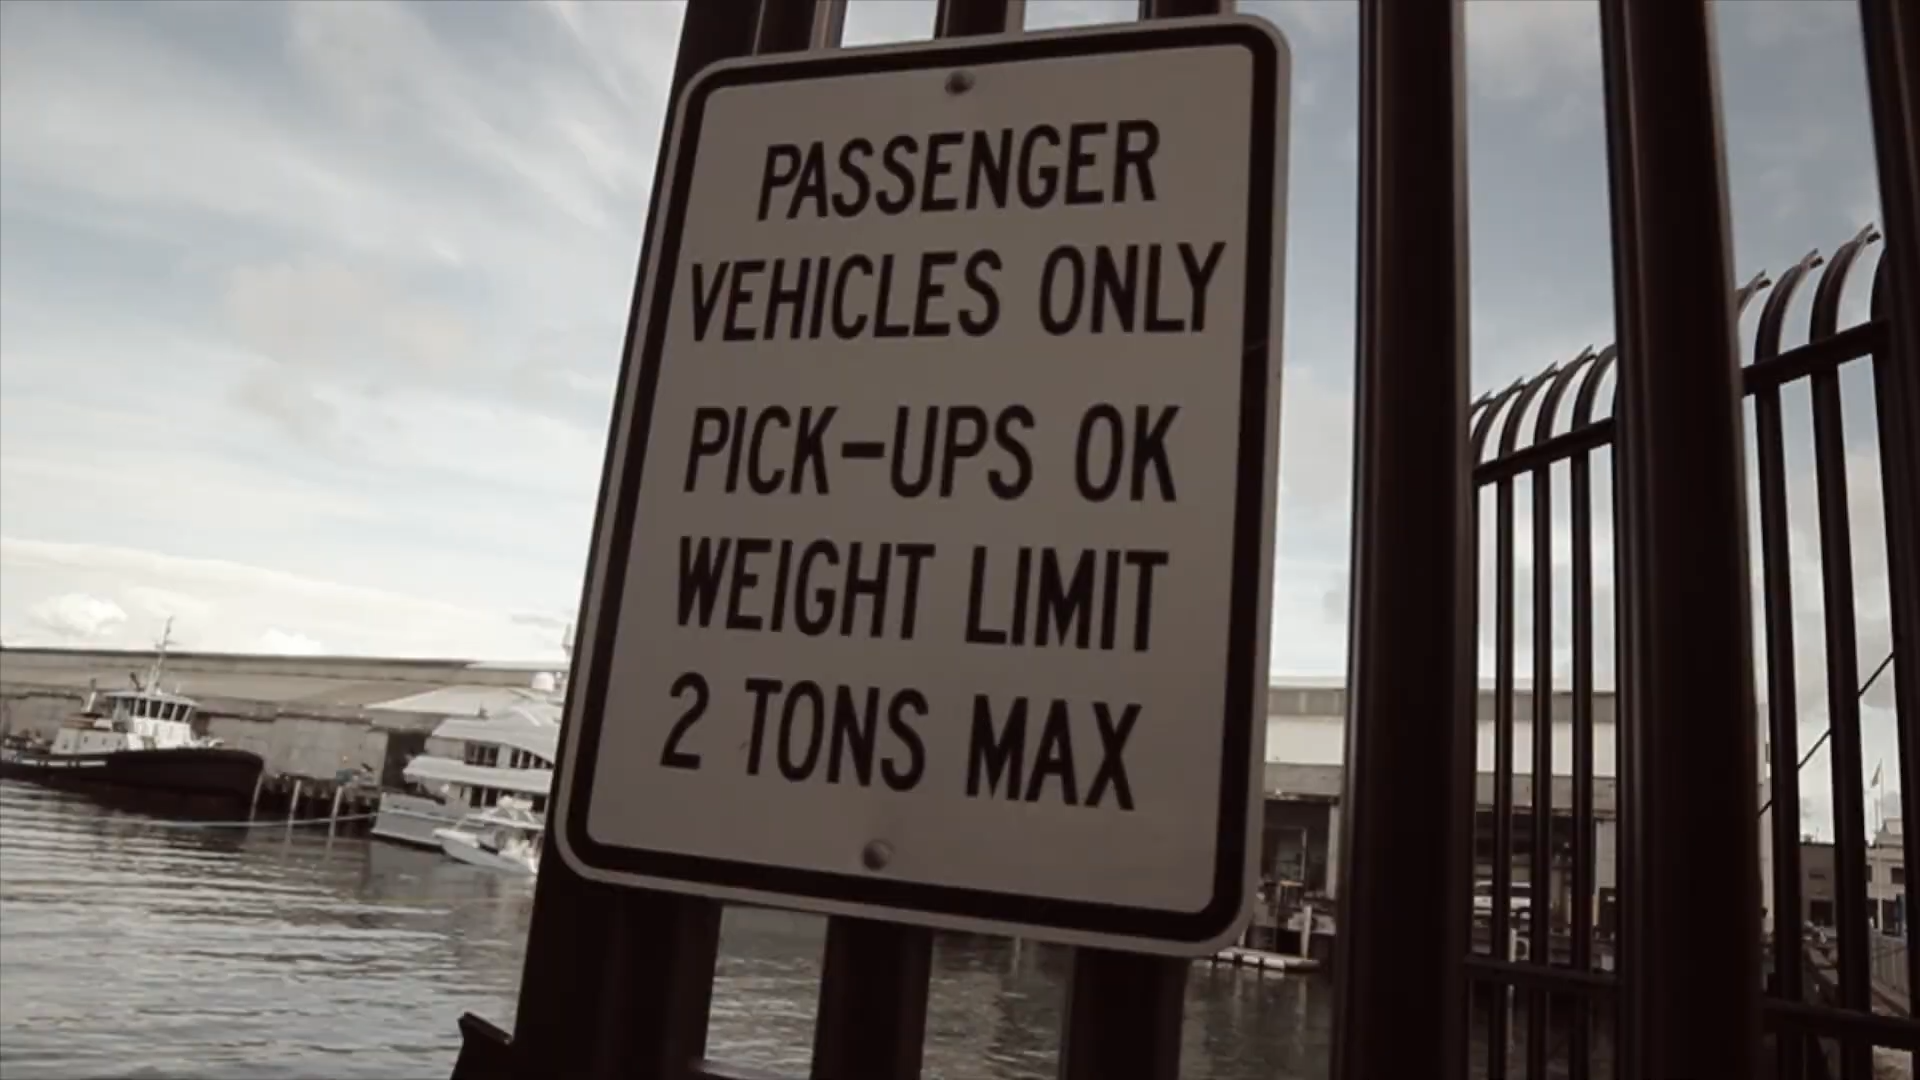 PASSENGER
VEHICLES ONLY
PICK-UPS OK
WEIGHT LIMIT
2 TONS MAX